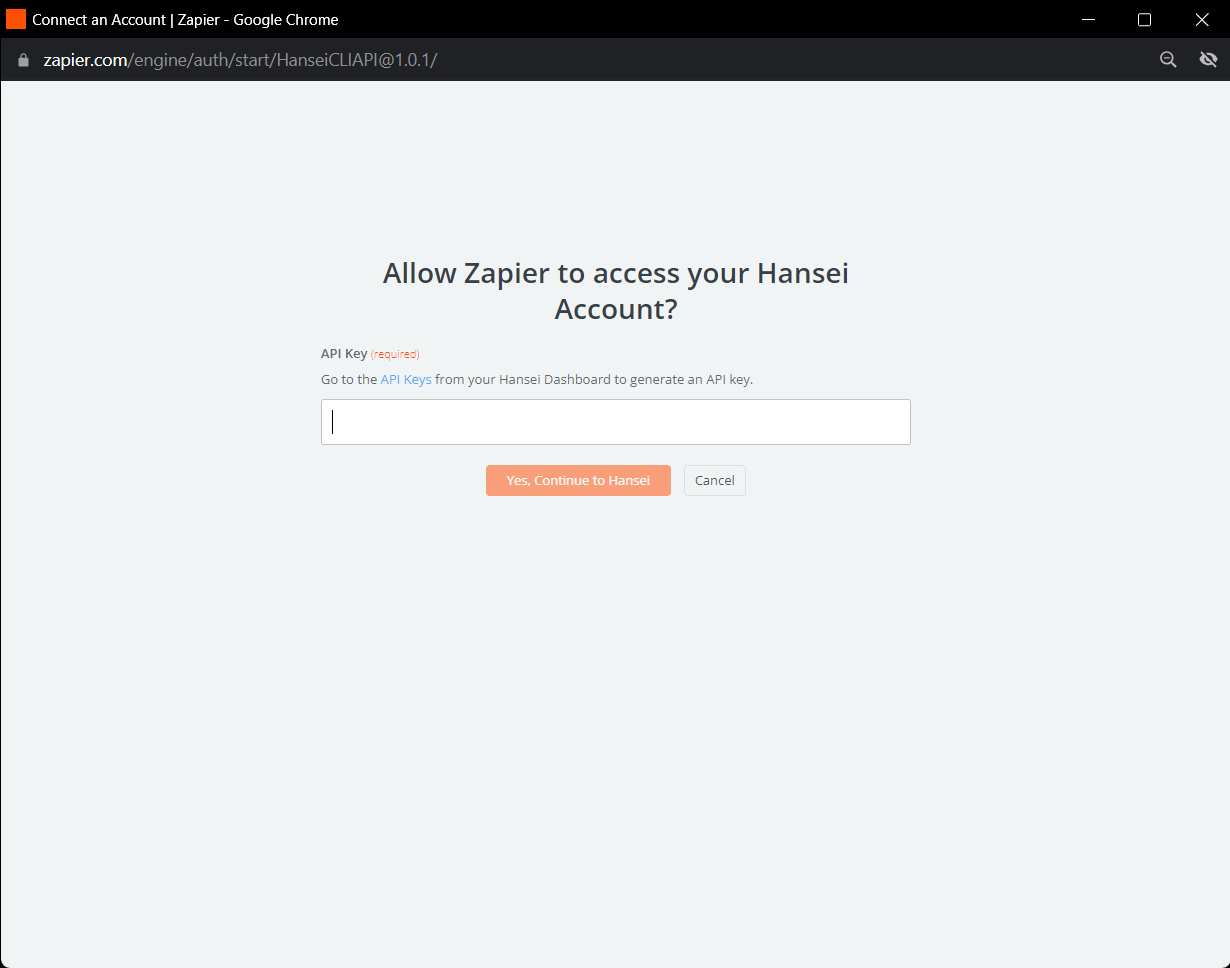 Connect an Account | Zapier - Google Chrome
zapier.com/engine/auth/start/HanseiCLIAPI@1.0.1/
Allow Zapier to access your Hansei
Account?
API Key (required)
Go to the API Keys from your Hansei Dashboard to generate an API key.
Yes, Continue to Hansei
Cancel